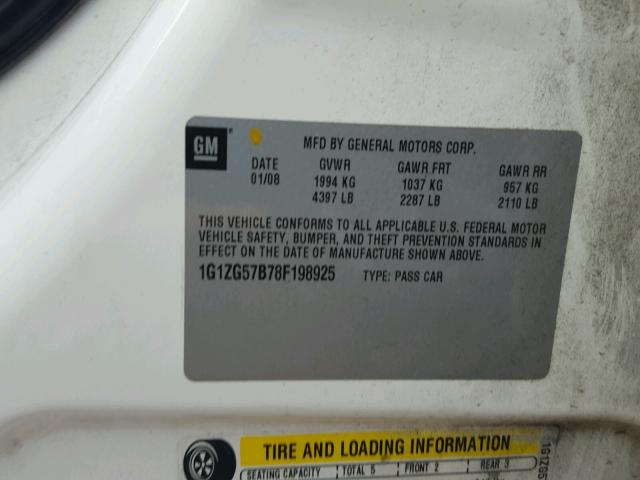 GM
MFD BY GENERAL MOTORS CORP.
DATE GVWR GAWR FRT GAWR RR
01/08 1994 KG 1037 KG 957 KG
4397 LB 2287 LB 2110 LB
THIS VEHICLE CONFORMS TO ALL APPLICABLE U.S. FEDERAL MOTOR
VEHICLE SAFETY, BUMPER, AND THEFT PREVENTION STANDARDS IN
EFFECT ON THE DATE OF MANUFACTURE SHOWN ABOVE.
1G1ZG57B78F198925 TYPE: PASS CAR
TIRE AND LOADING INFORMATION
SEATING CAPACITY TOTAL 5 FRONT 2 REAR 3
1G1ZG5